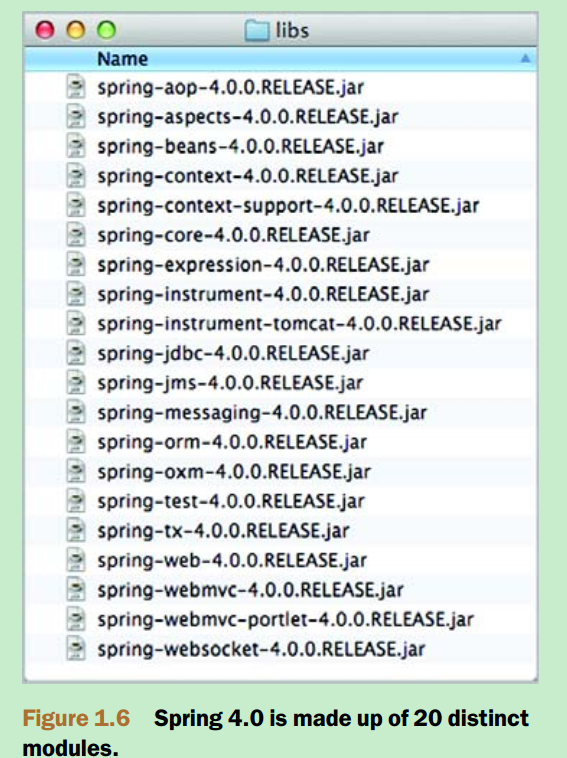 libs
Name
spring-aop-4.0.0.RELEASE.jar
spring-aspects-4.0.0.RELEASE.jar
spring-beans-4.0.0.RELEASE.jar
spring-context-4.0.0.RELEASE.jar
spring-context-support-4.0.0.RELEASE.jar
spring-core-4.0.0.RELEASE.jar
spring-expression-4.0.0.RELEASE.jar
spring-instrument-4.0.0.RELEASE.jar
spring-instrument-tomcat-4.0.0.RELEASE.jar
spring-jdbc-4.0.0.RELEASE.jar
spring-jms-4.0.0.RELEASE.jar
spring-messaging-4.0.0.RELEASE.jar
spring-orm-4.0.0.RELEASE.jar
spring-oxm-4.0.0.RELEASE.jar
spring-test-4.0.0.RELEASE.jar
spring-tx-4.0.0.RELEASE.jar
spring-web-4.0.0.RELEASE.jar
spring-webmvc-4.0.0.RELEASE.jar
spring-webmvc-portlet-4.0.0.RELEASE.jar
spring-websocket-4.0.0.RELEASE.jar
Figure 1.6 Spring 4.0 is made up of 20 distinct
modules.